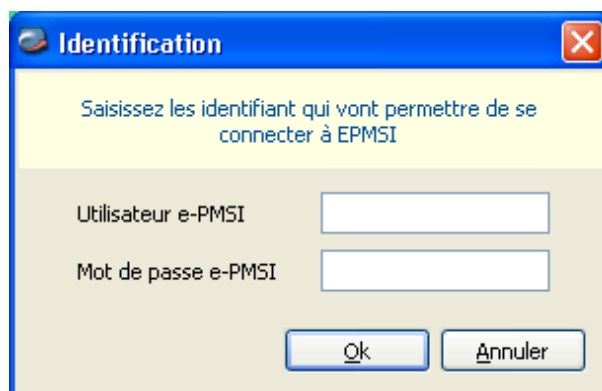 Identification
Saisissez les identifiant qui vont permettre de se
connecter à EPMSI
Utilisateur e-PMSI
Mot de passe e-PMSI
Ok
Annuler